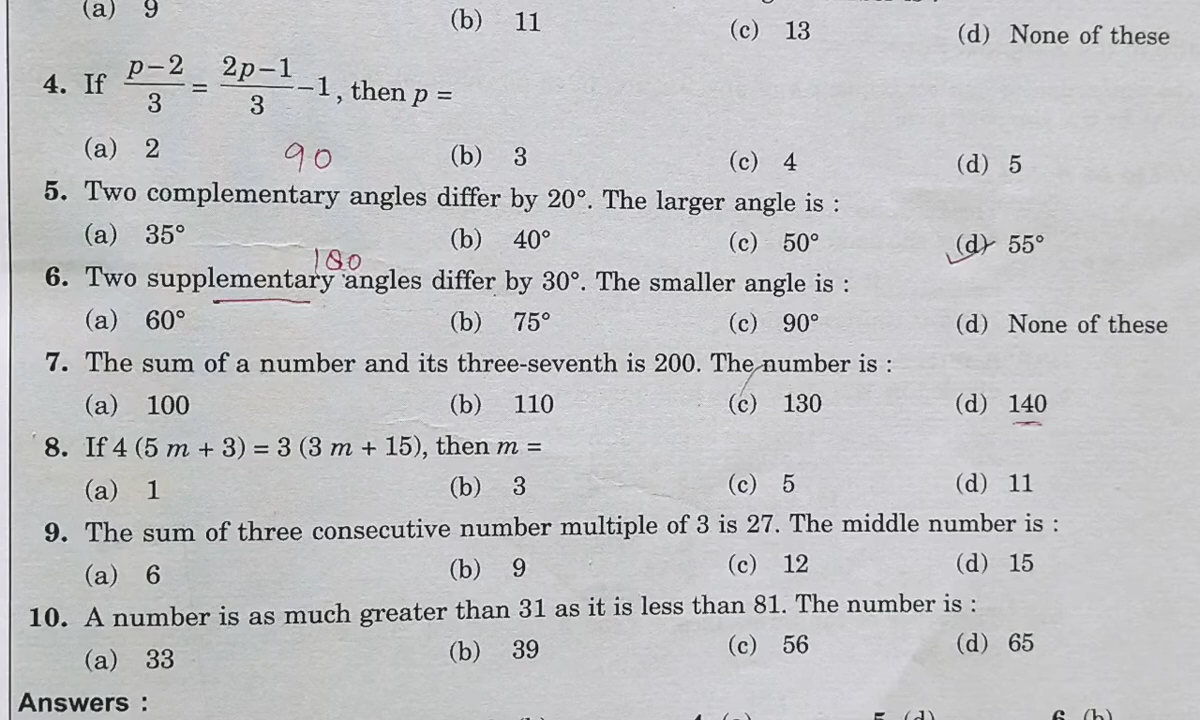 (a) 9 (b) 11 (c) 13 (d) None of these
4. If p−2/3 = 2p−1/3 −1, then p =
(a) 2 (b) 3 (c) 4 (d) 5
90
5. Two complementary angles differ by 20°. The larger angle is :
(a) 35° (b) 40° (c) 50° (d) 55°
180
6. Two supplementary angles differ by 30°. The smaller angle is :
(a) 60° (b) 75° (c) 90° (d) None of these
7. The sum of a number and its three-seventh is 200. The number is :
(a) 100 (b) 110 (c) 130 (d) 140
8. If 4 (5 m + 3) = 3 (3 m + 15), then m =
(a) 1 (b) 3 (c) 5 (d) 11
9. The sum of three consecutive number multiple of 3 is 27. The middle number is :
(a) 6 (b) 9 (c) 12 (d) 15
10. A number is as much greater than 31 as it is less than 81. The number is :
(a) 33 (b) 39 (c) 56 (d) 65
Answers :
5. (d) 6. (b)